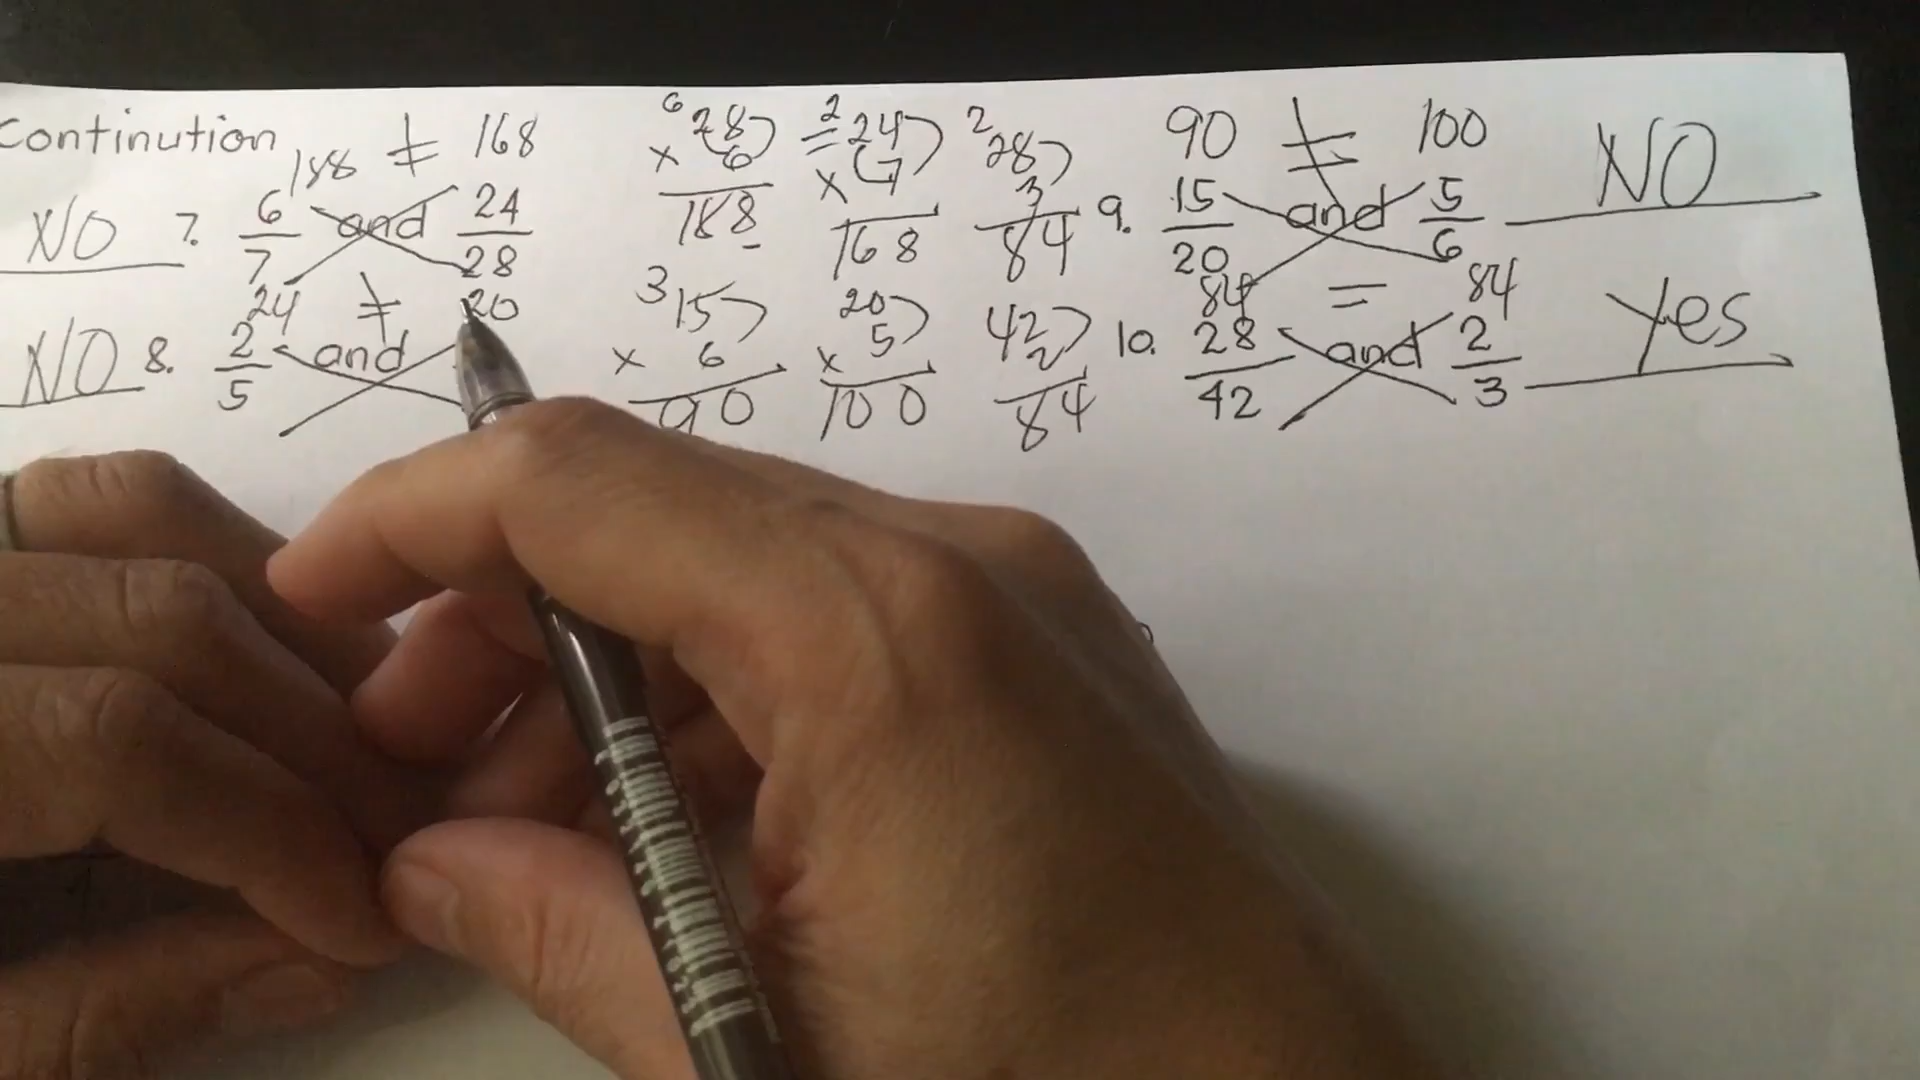 Continution
188 ≠ 168
NO 7. 6/7 and 24/28
24 ≠ 20
NO 8. 2/5 and
6 28
× 6
188
2 24
× 7
168
2 28
3
84
3 15
× 6
90
20
× 5
100
42
2
84
90 ≠ 100
9. 15/20 and 5/6 NO
84 = 84
10. 28/42 and 2/3 Yes